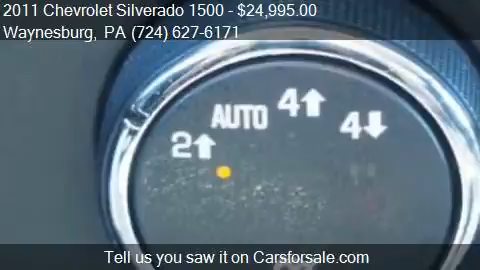 2011 Chevrolet Silverado 1500 - $24,995.00
Waynesburg, PA (724) 627-6171
AUTO 4↑
2↑ 4↓
Tell us you saw it on Carsforsale.com